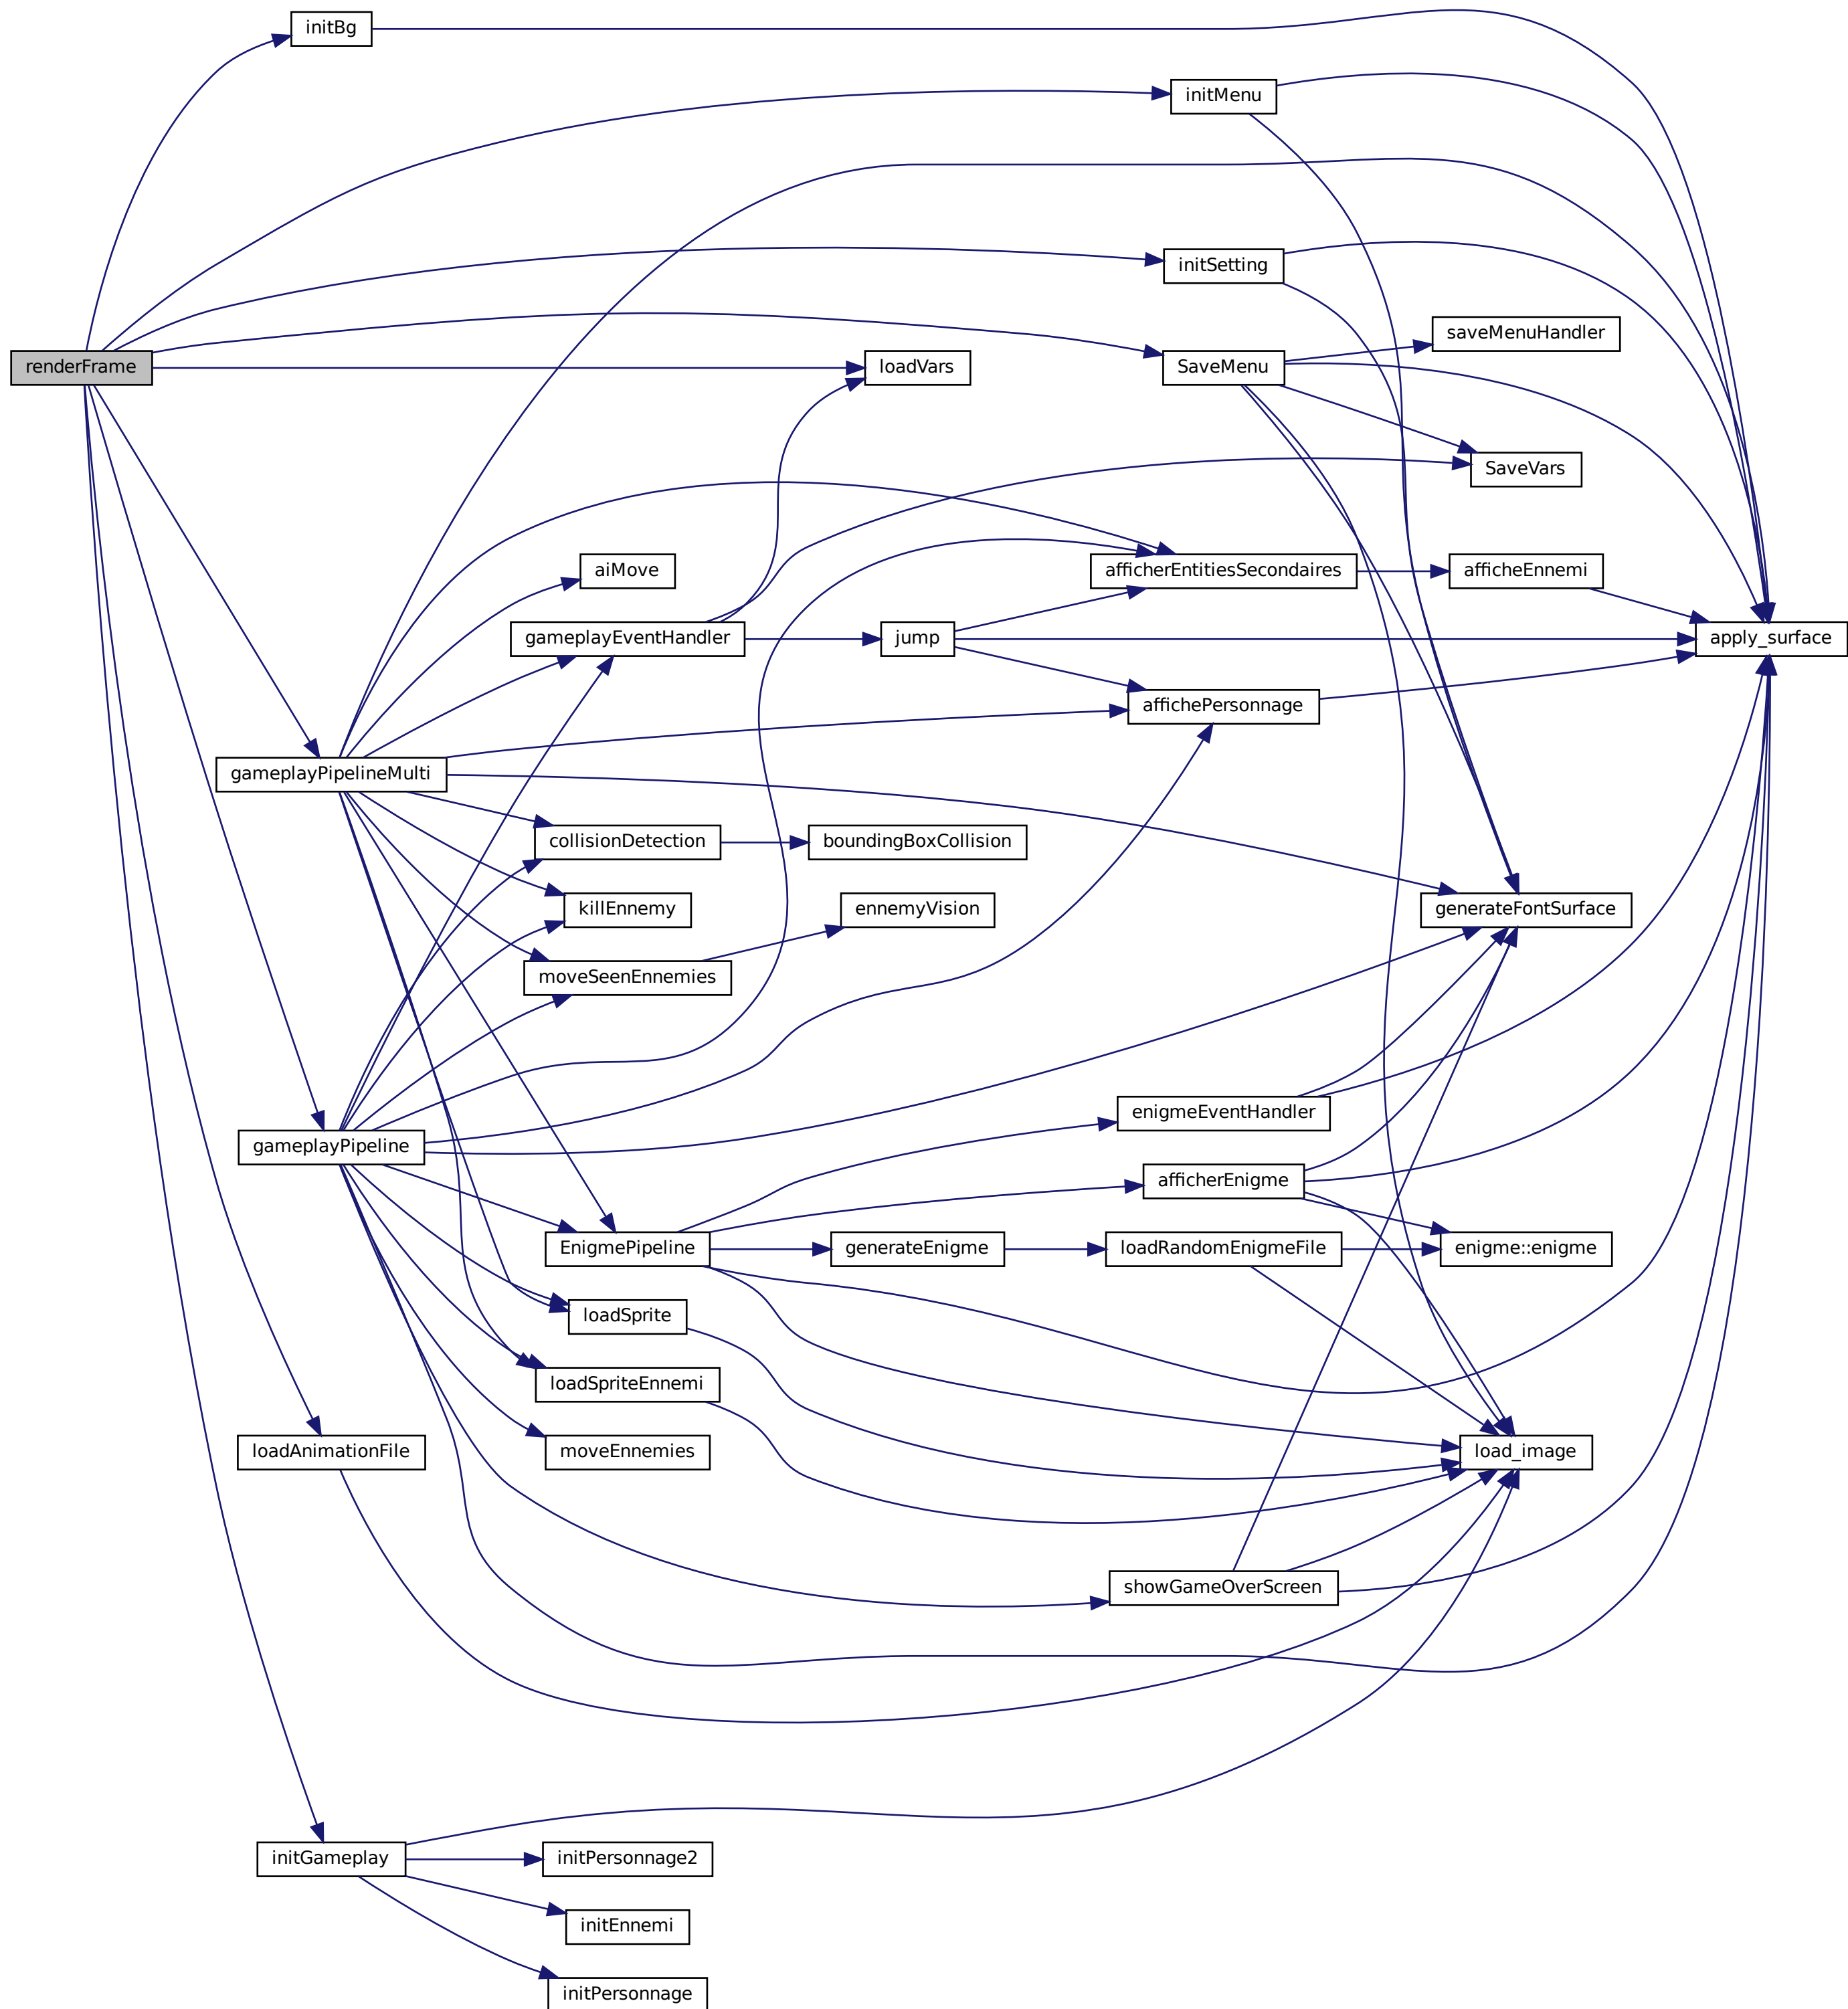 initBg
initMenu
initSetting
saveMenuHandler
renderFrame
loadVars
SaveMenu
SaveVars
aiMove
afficherEntitiesSecondaires
afficheEnnemi
gameplayEventHandler
jump
apply_surface
affichePersonnage
gameplayPipelineMulti
collisionDetection
boundingBoxCollision
killEnnemy
ennemyVision
generateFontSurface
moveSeenEnnemies
enigmeEventHandler
gameplayPipeline
afficherEnigme
EnigmePipeline
generateEnigme
loadRandomEnigmeFile
enigme::enigme
loadSprite
loadSpriteEnnemi
loadAnimationFile
moveEnnemies
load_image
showGameOverScreen
initGameplay
initPersonnage2
initEnnemi
initPersonnage